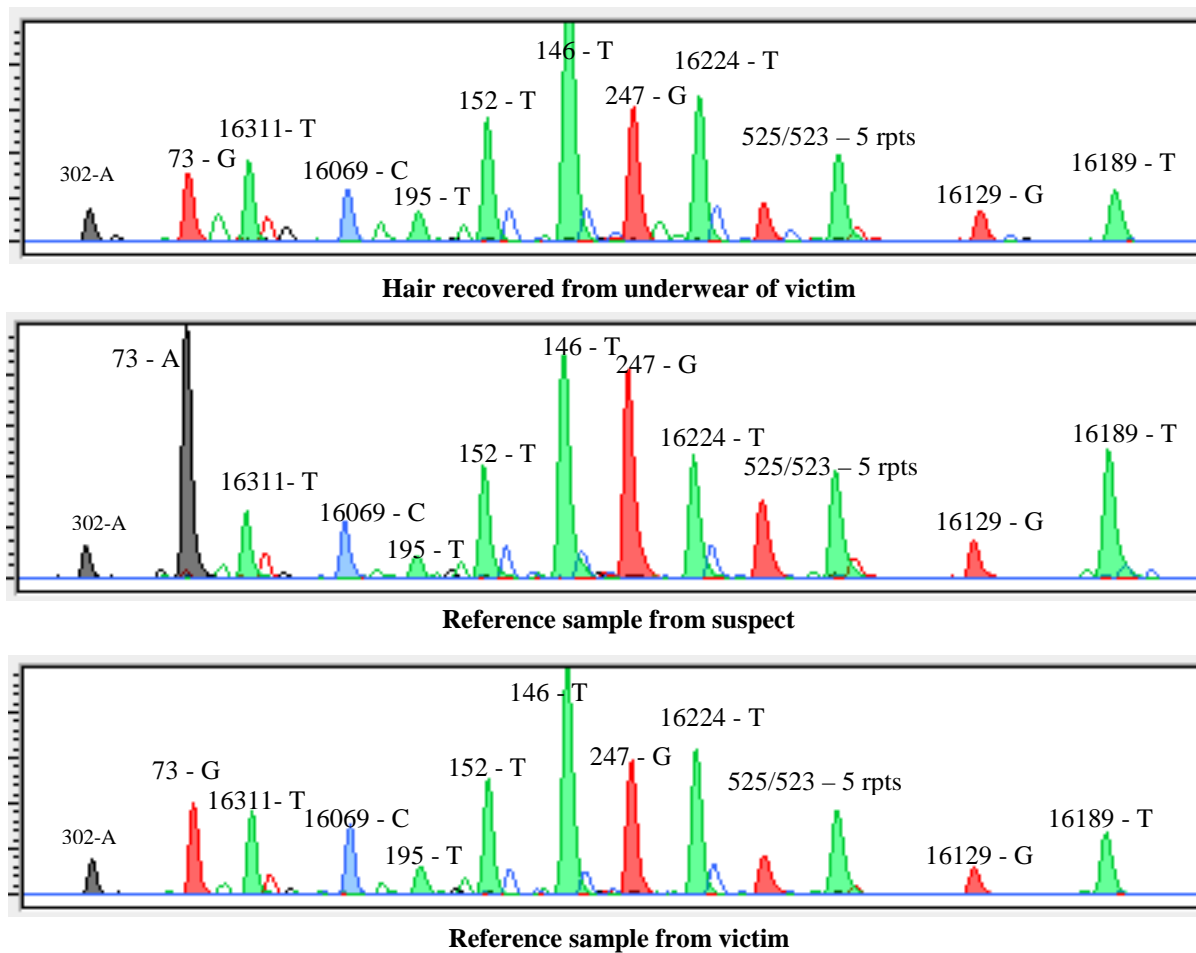 146 - T
16224 - T
152 - T
247 - G
16311- T
525/523 – 5 rpts
73 - G
16069 - C
302-A
195 - T
16129 - G
16189 - T
Hair recovered from underwear of victim
73 - A
146 - T
247 - G
152 - T
16224 - T
16189 - T
16311- T
525/523 – 5 rpts
302-A
16069 - C
195 - T
16129 - G
Reference sample from suspect
146 - T
16224 - T
73 - G
152 - T
247 - G
525/523 – 5 rpts
16311- T
302-A
16069 - C
195 - T
16129 - G
16189 - T
Reference sample from victim